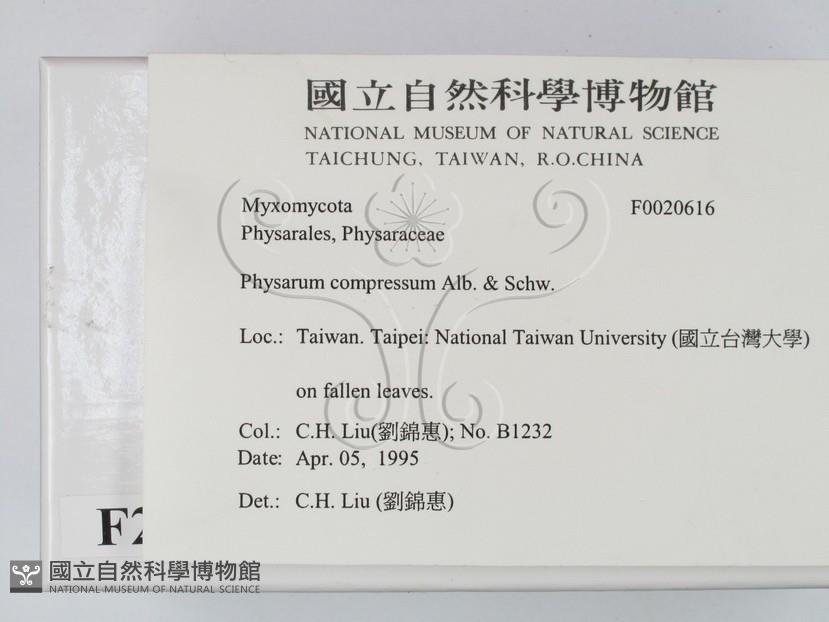 國立自然科學博物館
NATIONAL MUSEUM OF NATURAL SCIENCE
TAICHUNG, TAIWAN, R.O.CHINA
Myxomycota F0020616
Physarales, Physaraceae
Physarum compressum Alb. & Schw.
Loc.: Taiwan. Taipei: National Taiwan University (國立台灣大學)
on fallen leaves.
Col.: C.H. Liu(劉錦惠); No. B1232
Date: Apr. 05, 1995
Det.: C.H. Liu (劉錦惠)
F2
國立自然科學博物館
NATIONAL MUSEUM OF NATURAL SCIENCE